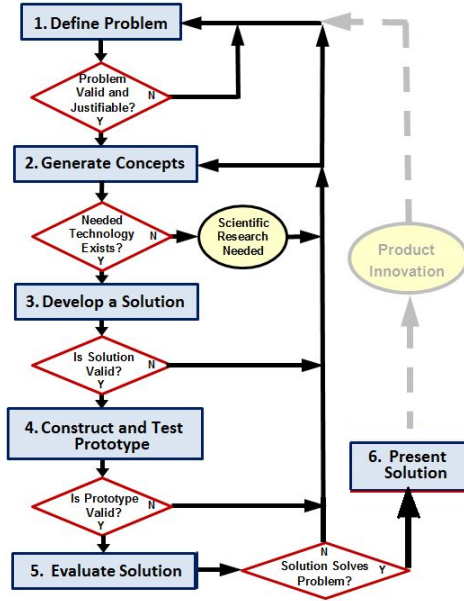 1. Define Problem
Problem
Valid and
Justifiable?
N
Y
2. Generate Concepts
Needed
Technology
Exists?
N
Y
Scientific
Research
Needed
Product
Innovation
3. Develop a Solution
Is Solution
Valid?
N
Y
4. Construct and Test
Prototype
6. Present
Solution
Is Prototype
Valid?
N
Y
5. Evaluate Solution
N
Solution Solves
Problem?
Y